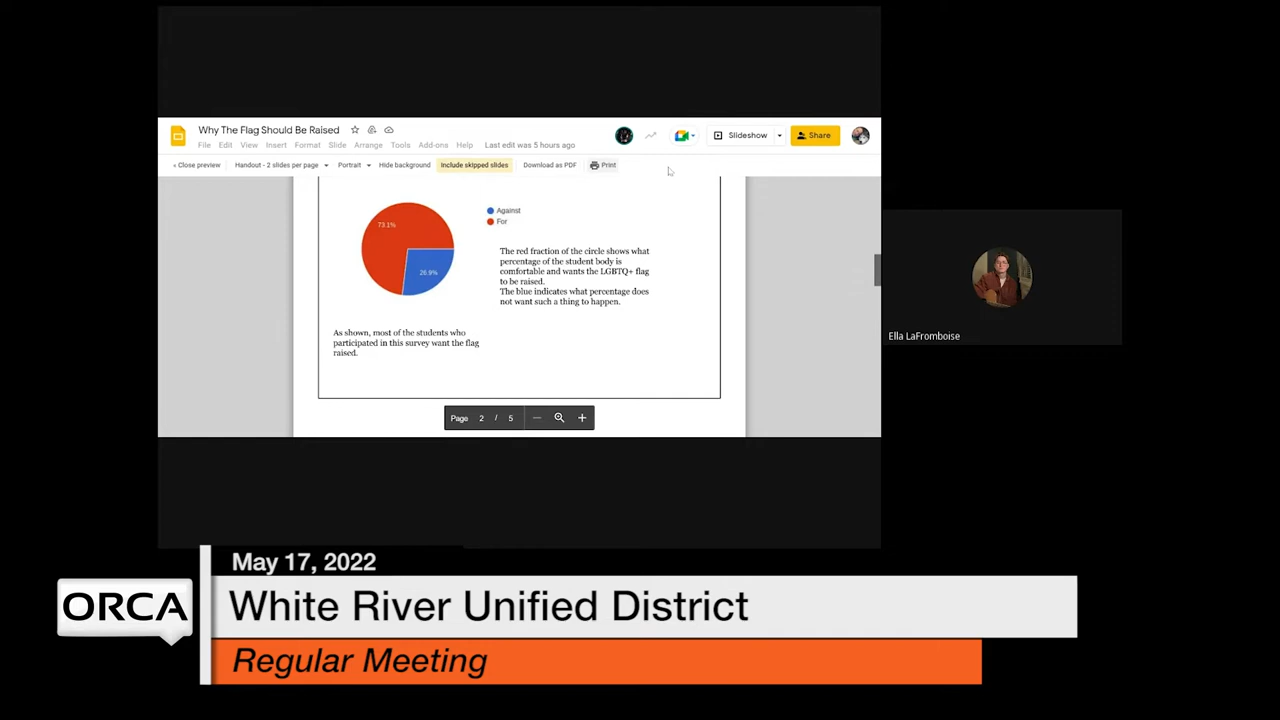 Why The Flag Should Be Raised
File Edit View Insert Format Slide Arrange Tools Add-ons Help Last edit was 5 hours ago
Slideshow
Share
« Close preview Handout - 2 slides per page Portrait Hide background Include skipped slides Download as PDF Print
73.1%
26.9%
Against
For
The red fraction of the circle shows what
percentage of the student body is
comfortable and wants the LGBTQ+ flag
to be raised.
The blue indicates what percentage does
not want such a thing to happen.
As shown, most of the students who
participated in this survey want the flag
raised.
Page 2 / 5
Ella LaFromboise
May 17, 2022
ORCA
White River Unified District
Regular Meeting